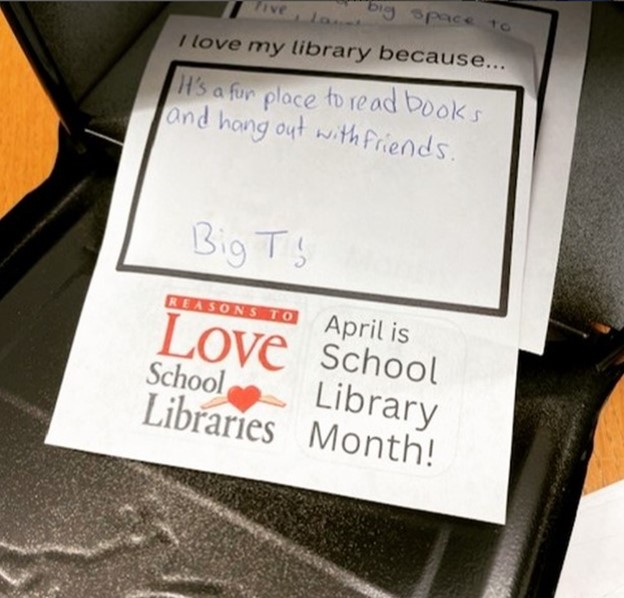 big space to
I love my library because...
It's a fun place to read books
and hang out with friends.
Big T!
REASONS TO
LOVE
School
Libraries
April is
School
Library
Month!